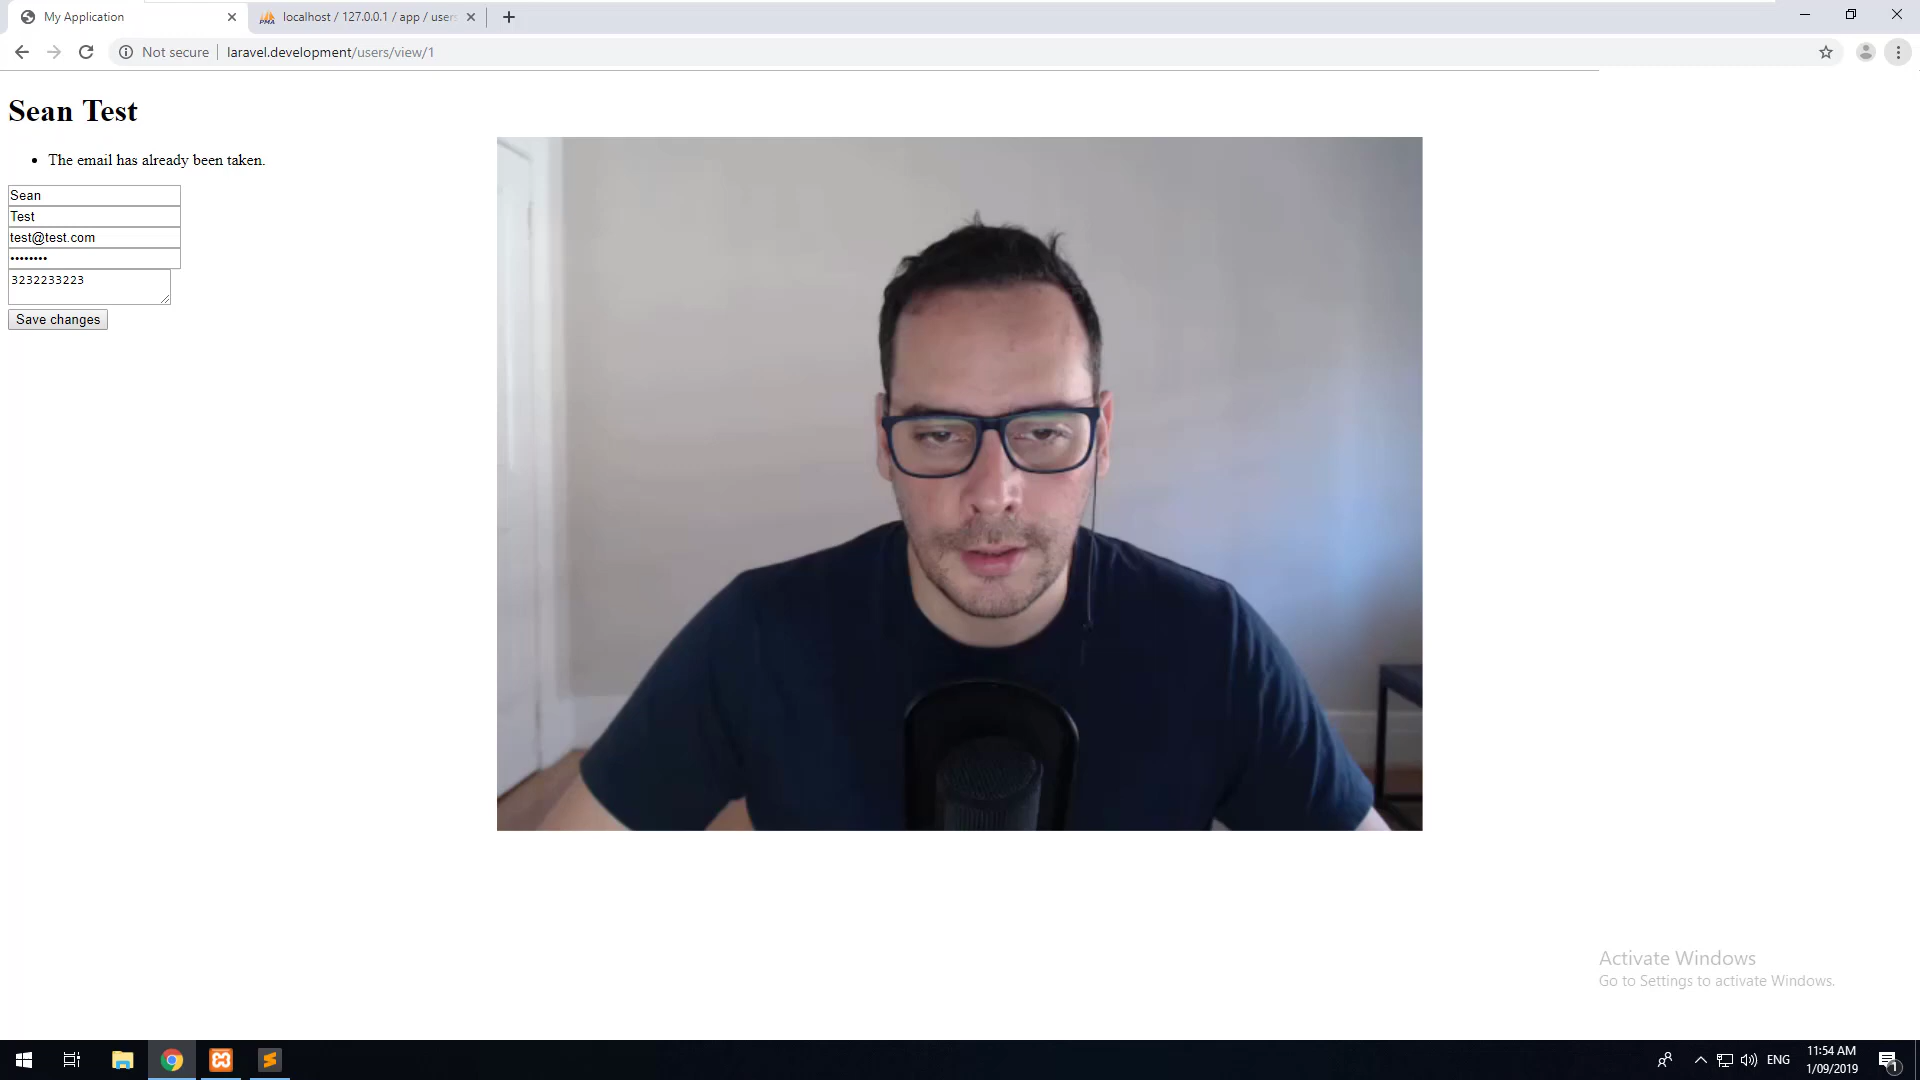 My Application
localhost / 127.0.0.1 / app / users
Not secure
laravel.development/users/view/1
Sean Test
The email has already been taken.
Sean
Test
test@test.com
••••••••
3232233223
Save changes
Activate Windows
Go to Settings to activate Windows.
ENG
11:54 AM
1/09/2019
1